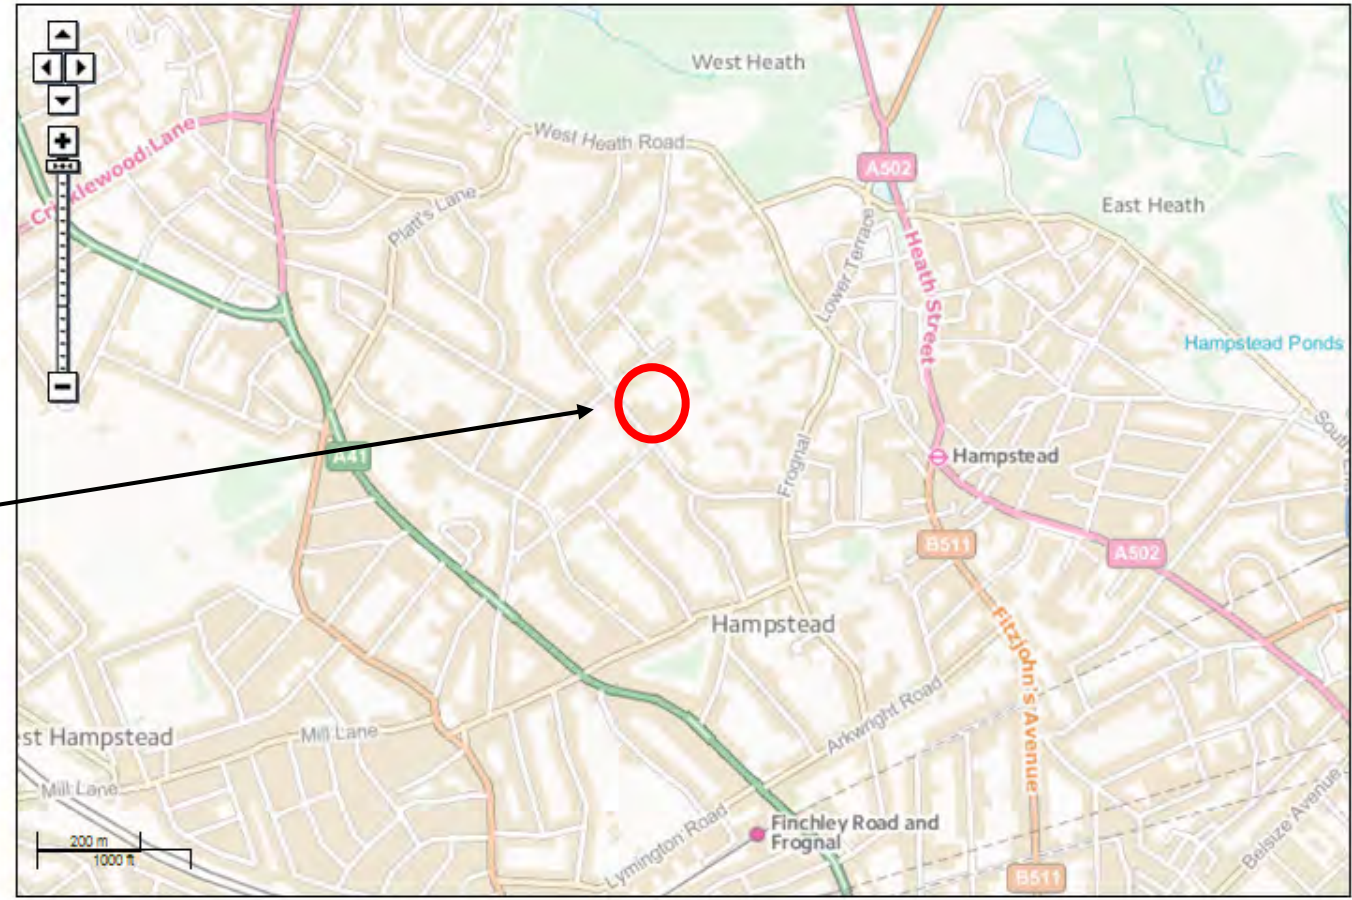 West Heath
West Heath Road
Cricklewood Lane
A502
Platt's Lane
East Heath
Lower Terrace
Heath Street
Hampstead Ponds
A41
Frognal
Hampstead
B511
A502
Hampstead
Fitzjohn's Avenue
Arkwright Road
st Hampstead
Mill Lane
Mill Lane
200 m
1000 ft
Lymington Road
Finchley Road and
Frognal
Belsize Avenue
B511